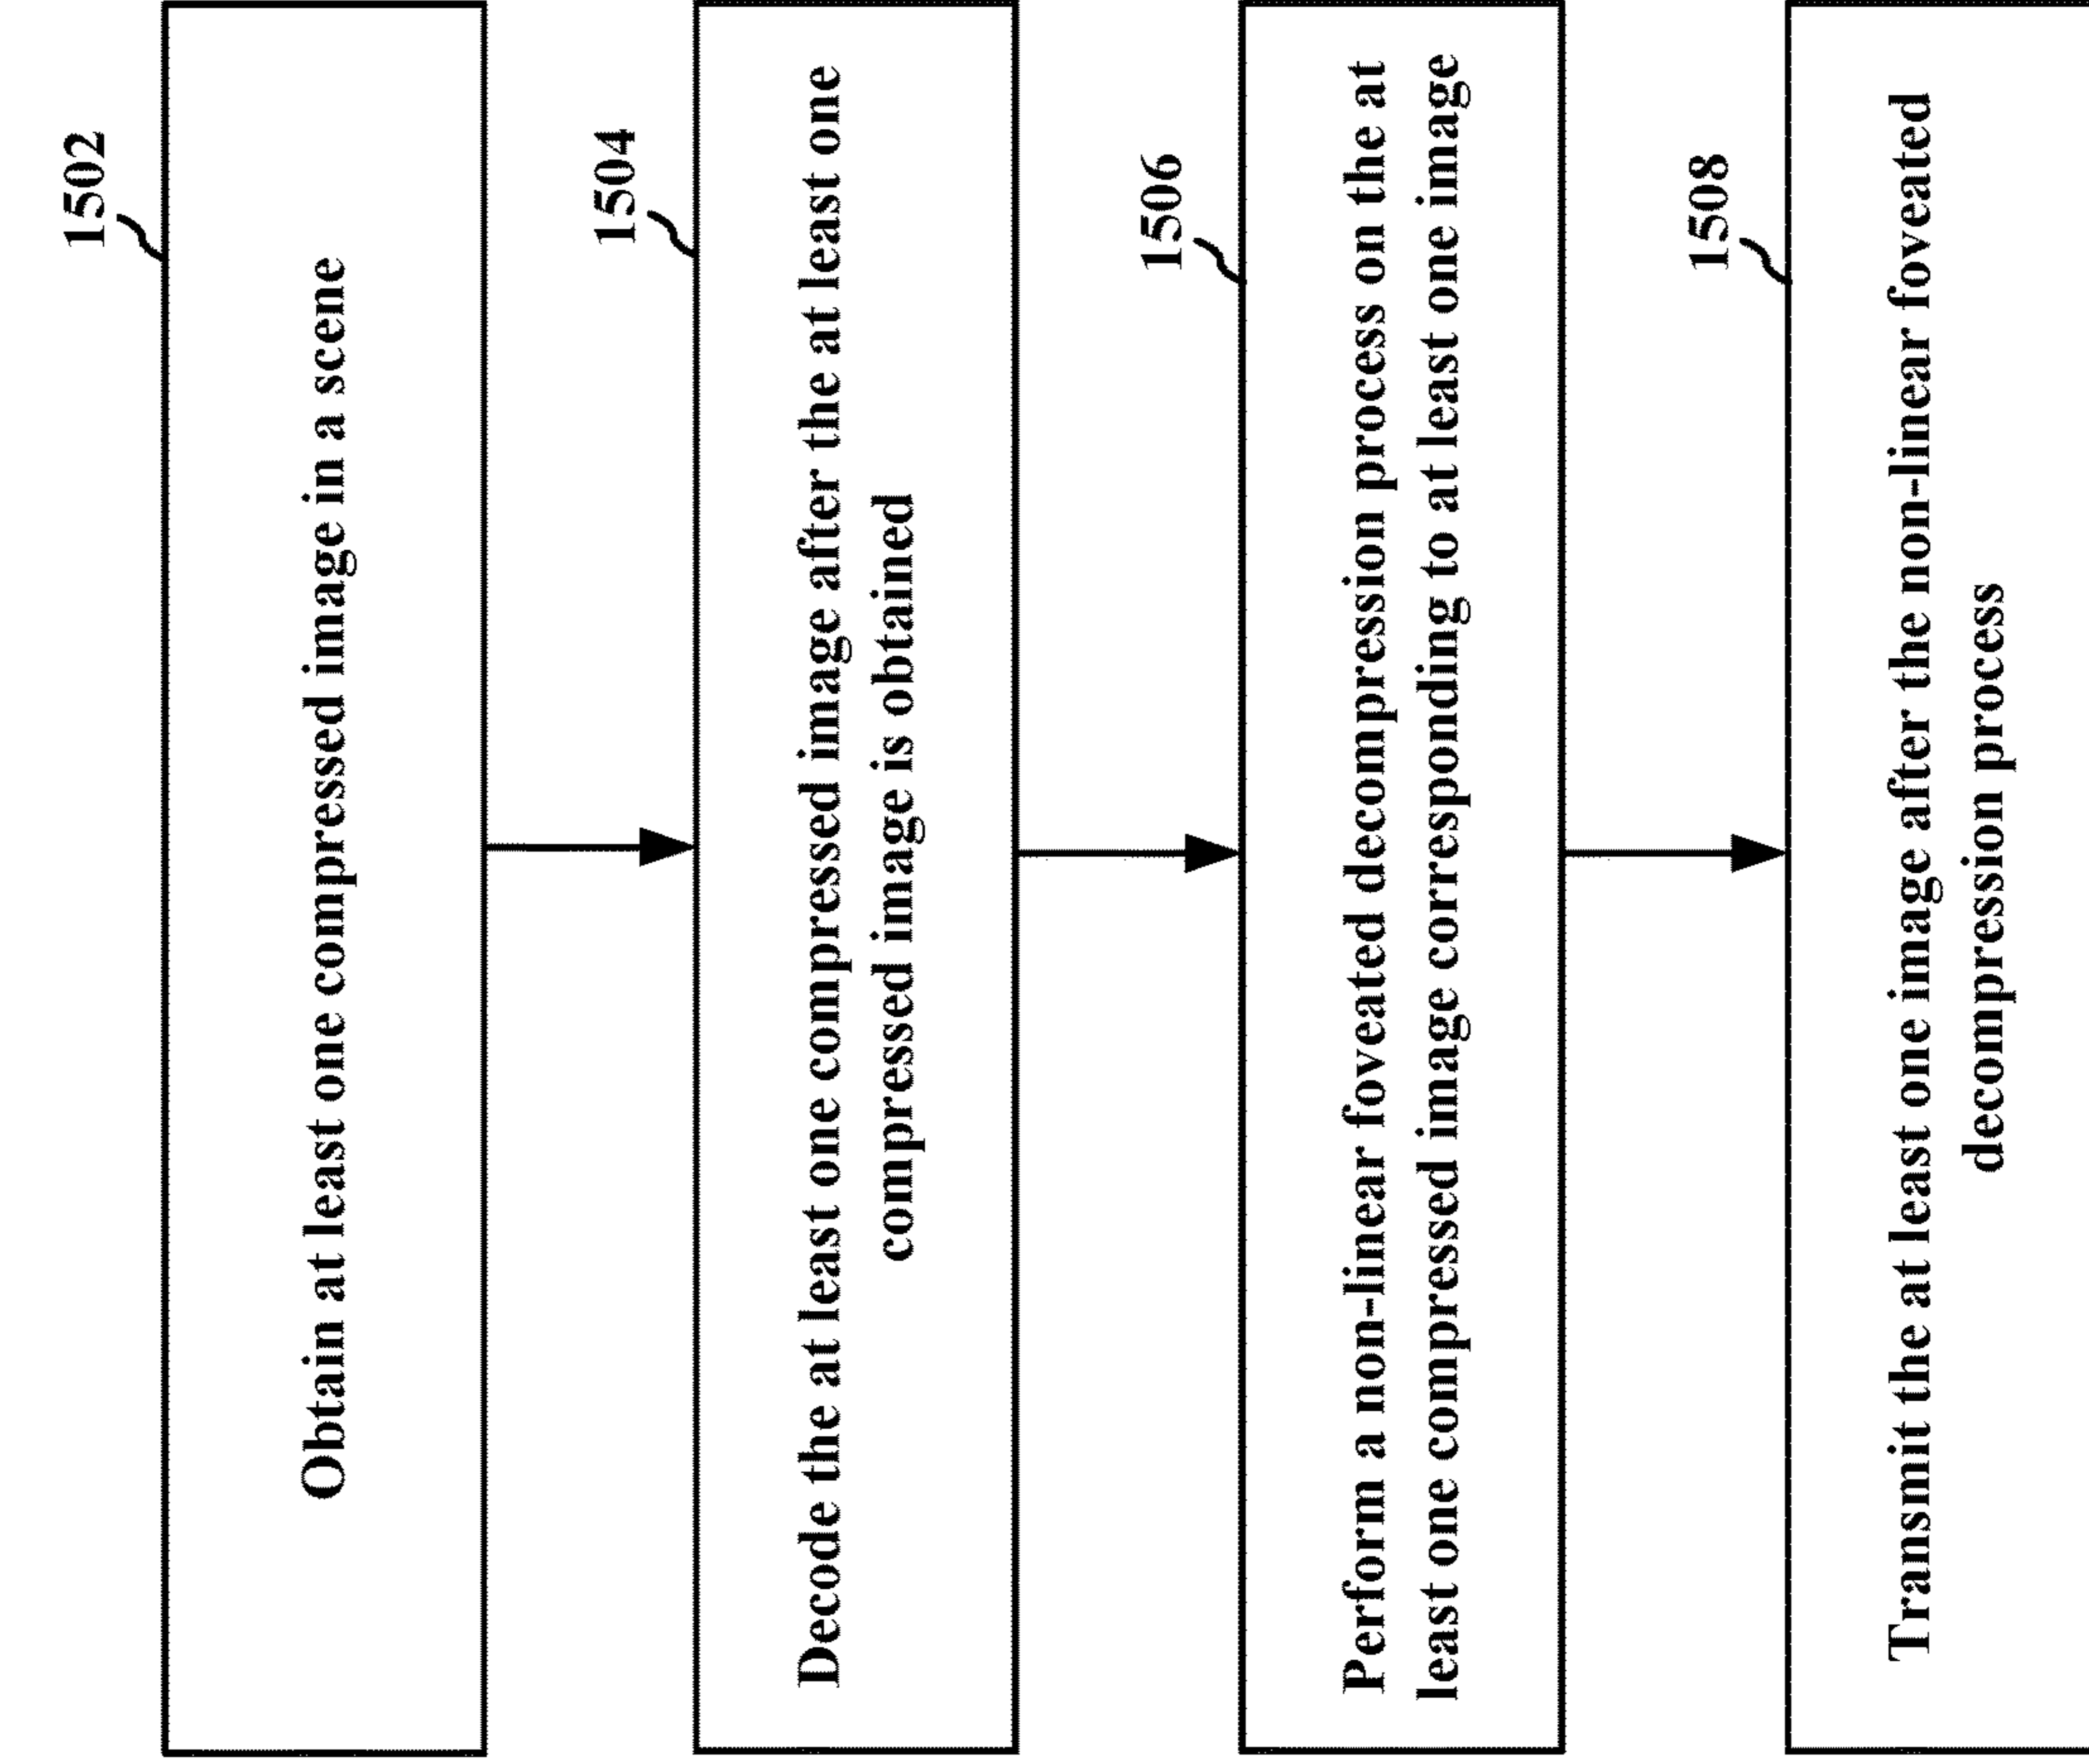 1502
Obtain at least one compressed image in a scene
1504
Decode the at least one compressed image after the at least one
compressed image is obtained
1506
Perform a non-linear foveated decompression process on the at
least one compressed image corresponding to at least one image
1508
Transmit the at least one image after the non-linear foveated
decompression process